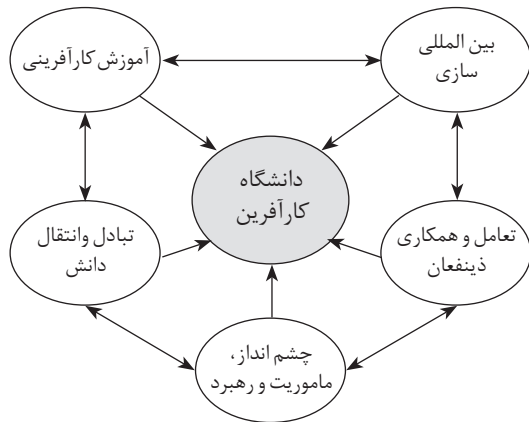 بین المللی
سازی
آموزش کارآفرینی
دانشگاه
کارآفرین
تعامل و همکاری
ذینفعان
تبادل وانتقال
دانش
چشم انداز،
ماموریت و رهبرد